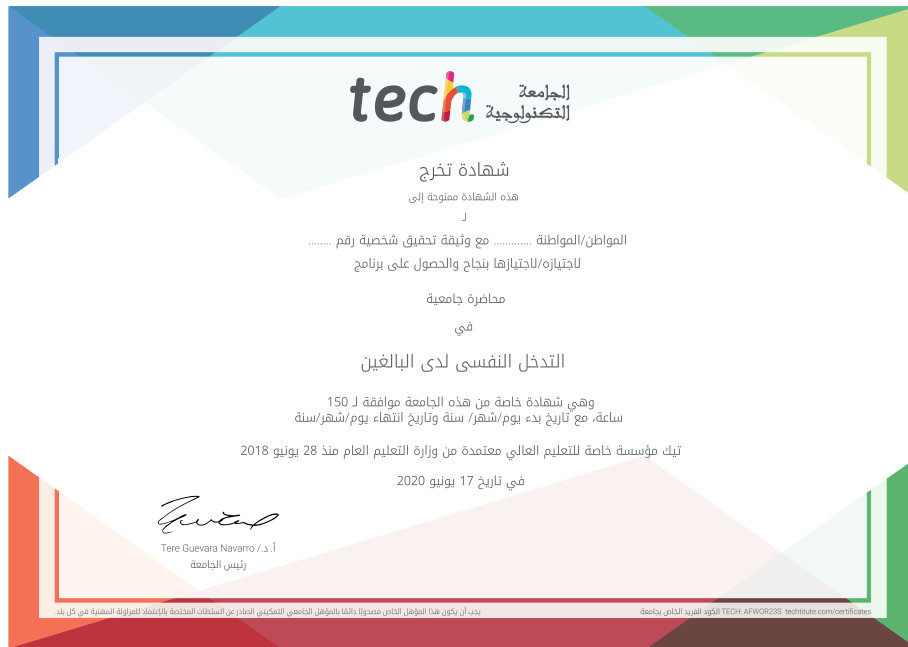 tech الجامعة
التكنولوجية
شهادة تخرج
هذه الشهادة ممنوحة إلى
لـ
المواطن/المواطنة ............. مع وثيقة تحقيق شخصية رقم ........
لاجتيازه/لاجتيازها بنجاح والحصول على برنامج
محاضرة جامعية
في
التدخل النفسى لدى البالغين
وهي شهادة خاصة من هذه الجامعة موافقة لـ 150
ساعة، مع تاريخ بدء يوم/شهر/ سنة وتاريخ انتهاء يوم/شهر/سنة
تيك مؤسسة خاصة للتعليم العالي معتمدة من وزارة التعليم العام منذ 28 يونيو 2018
في تاريخ 17 يونيو 2020
أ. د./ Tere Guevara Navarro
رئيس الجامعة
يجب أن يكون هذا المؤهل الخاص مصحوبًا دائمًا بالمؤهل الجامعي التمكيني الصادر عن السلطات المختصة بالإعتماد للمزاولة المهنية في كل بلد.
الكود الفريد الخاص بجامعة TECH: AFWOR23S techtitute.com/certificates